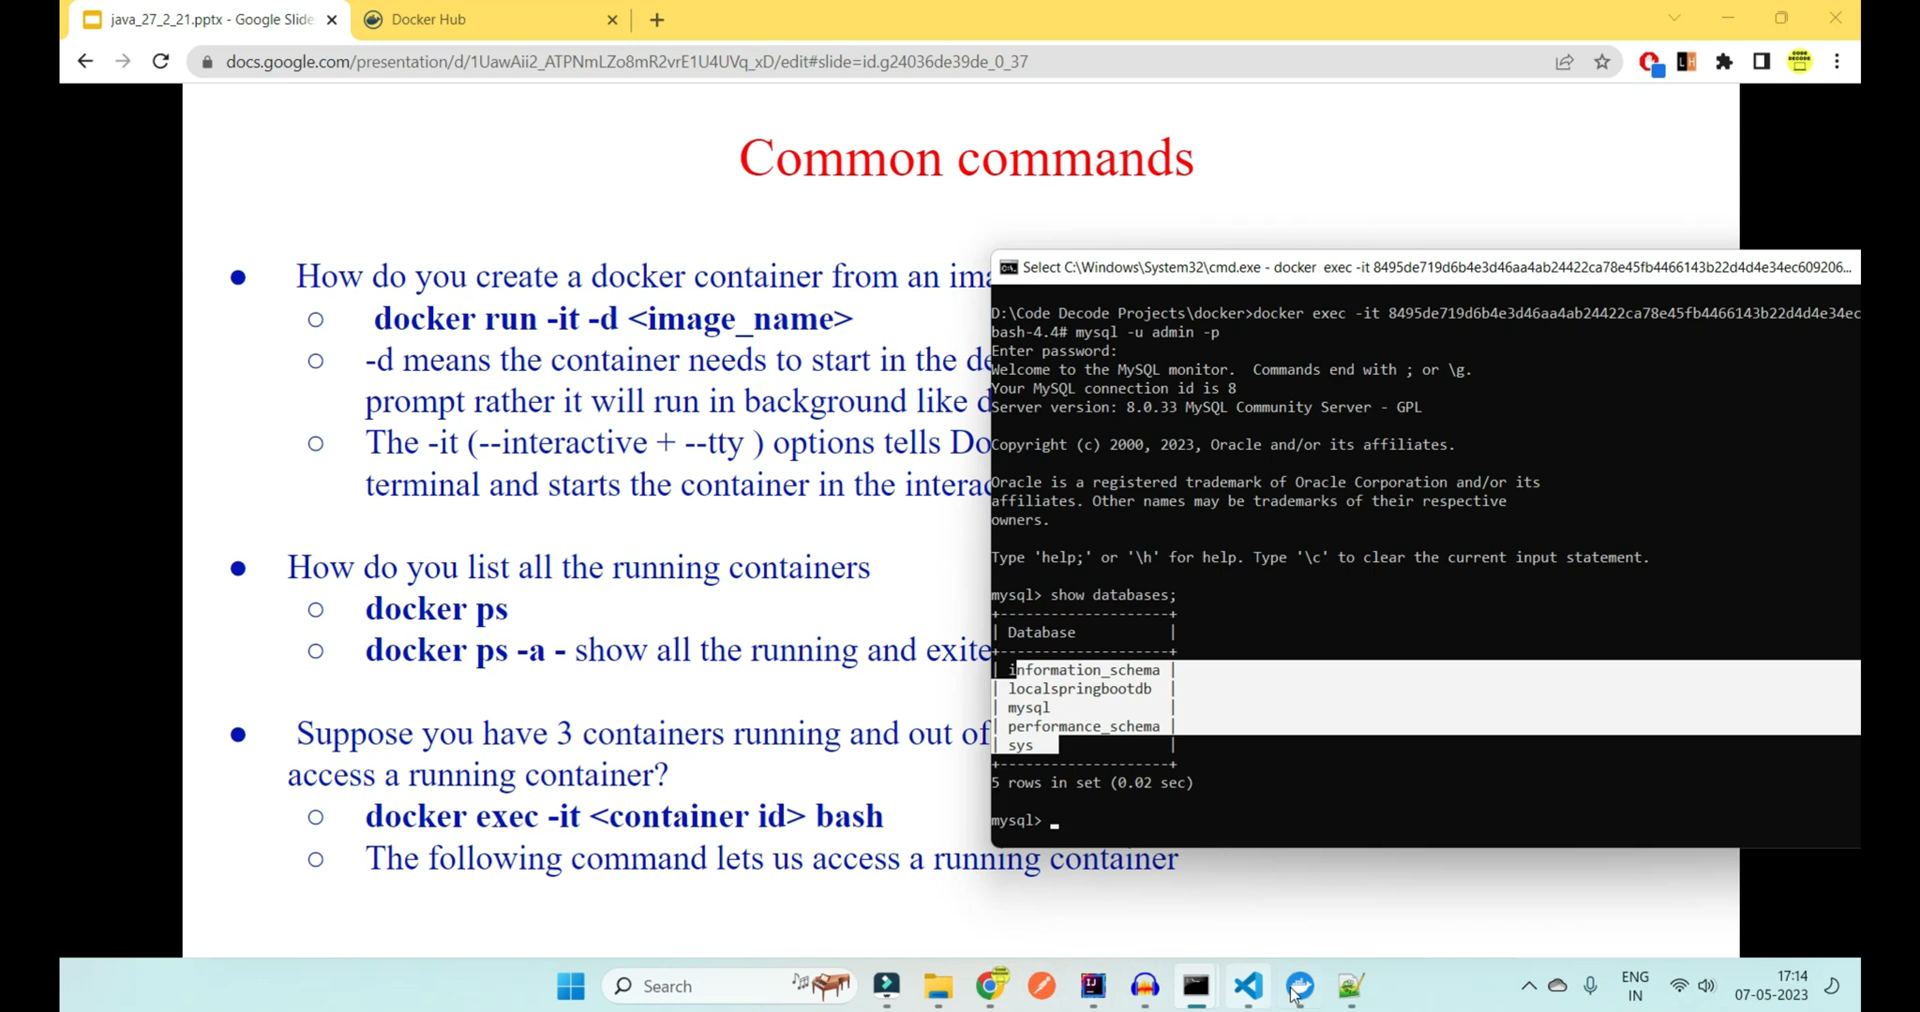 java_27_2_21.pptx - Google Slide
Docker Hub
docs.google.com/presentation/d/1UawAii2_ATPNmLZo8mR2vrE1U4UVq_xD/edit#slide=id.g24036de39de_0_37
Common commands
● How do you create a docker container from an ima
○ docker run -it -d <image_name>
○ -d means the container needs to start in the de
prompt rather it will run in background like d
○ The -it (--interactive + --tty ) options tells Do
terminal and starts the container in the interac
● How do you list all the running containers
○ docker ps
○ docker ps -a - show all the running and exite
● Suppose you have 3 containers running and out of
access a running container?
○ docker exec -it <container id> bash
○ The following command lets us access a running container
Select C:\Windows\System32\cmd.exe - docker exec -it 8495de719d6b4e3d46aa4ab24422ca78e45fb4466143b22d4d4e34ec609206...
D:\Code Decode Projects\docker>docker exec -it 8495de719d6b4e3d46aa4ab24422ca78e45fb4466143b22d4d4e34ec
bash-4.4# mysql -u admin -p
Enter password:
Welcome to the MySQL monitor.  Commands end with ; or \g.
Your MySQL connection id is 8
Server version: 8.0.33 MySQL Community Server - GPL
Copyright (c) 2000, 2023, Oracle and/or its affiliates.
Oracle is a registered trademark of Oracle Corporation and/or its
affiliates. Other names may be trademarks of their respective
owners.
Type 'help;' or '\h' for help. Type '\c' to clear the current input statement.
mysql> show databases;
+--------------------+
| Database           |
+--------------------+
| information_schema |
| localspringbootdb  |
| mysql              |
| performance_schema |
| sys                |
+--------------------+
5 rows in set (0.02 sec)
mysql> _
Search
ENG
IN
17:14
07-05-2023